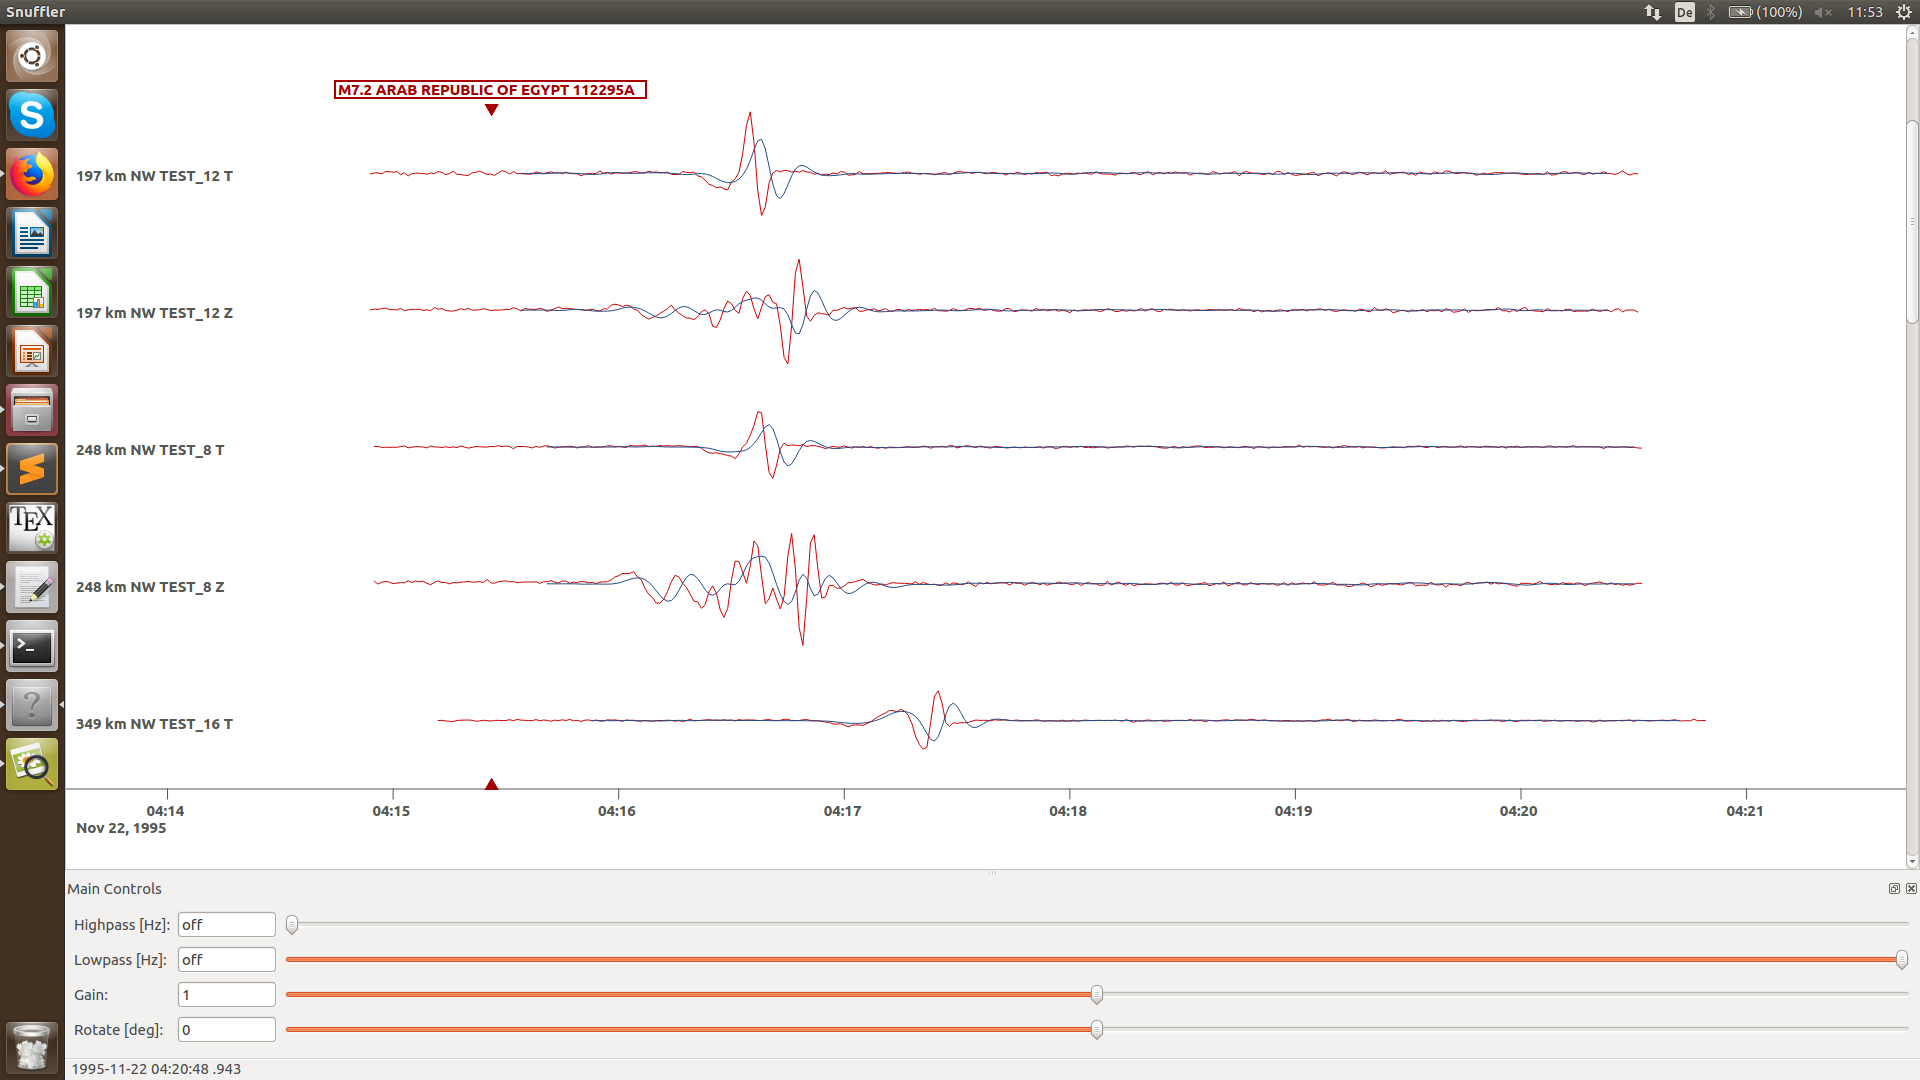 Snuffler
De
(100%)
11:53
M7.2 ARAB REPUBLIC OF EGYPT 112295A
197 km NW TEST_12 T
197 km NW TEST_12 Z
248 km NW TEST_8 T
248 km NW TEST_8 Z
349 km NW TEST_16 T
04:14 04:15 04:16 04:17 04:18 04:19 04:20 04:21
Nov 22, 1995
Main Controls
Highpass [Hz]: off
Lowpass [Hz]: off
Gain: 1
Rotate [deg]: 0
1995-11-22 04:20:48 .943
S
TEX
>_
?